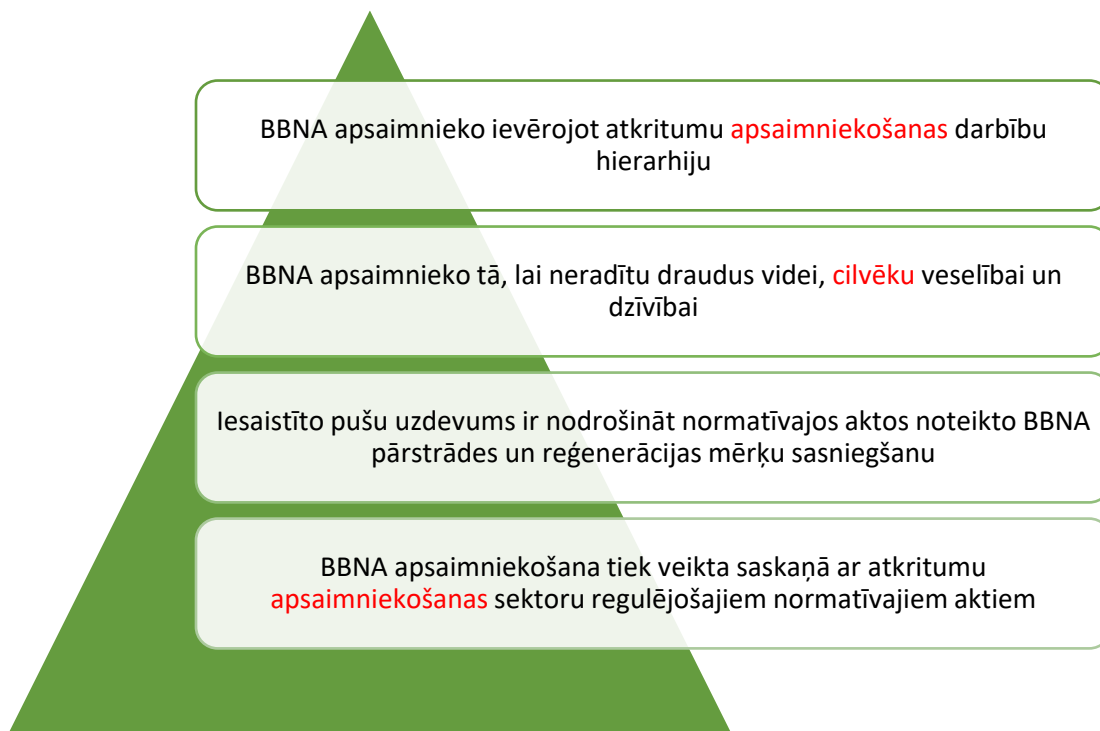 BBNA apsaimnieko ievērojot atkritumu apsaimniekošanas darbību
hierarhiju
BBNA apsaimnieko tā, lai neradītu draudus videi, cilvēku veselībai un
dzīvībai
Iesaistīto pušu uzdevums ir nodrošināt normatīvajos aktos noteikto BBNA
pārstrādes un reģenerācijas mērķu sasniegšanu
BBNA apsaimniekošana tiek veikta saskaņā ar atkritumu
apsaimniekošanas sektoru regulējošajiem normatīvajiem aktiem